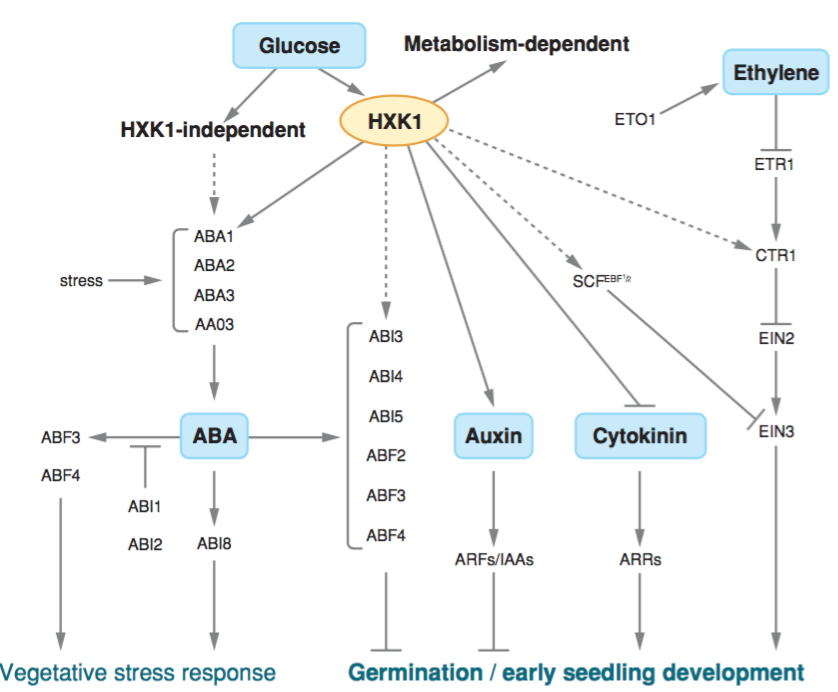 Glucose
Metabolism-dependent
Ethylene
HXK1-independent
HXK1
ETO1
ETR1
ABA1
ABA2
ABA3
AA03
stress
CTR1
SCFEBF1/2
EIN2
ABI3
ABI4
ABI5
ABF2
ABF3
ABF4
ABF3
ABF4
ABA
Auxin
Cytokinin
EIN3
ABI1
ABI2
ABI8
ARFs/IAAs
ARRs
Vegetative stress response
Germination / early seedling development